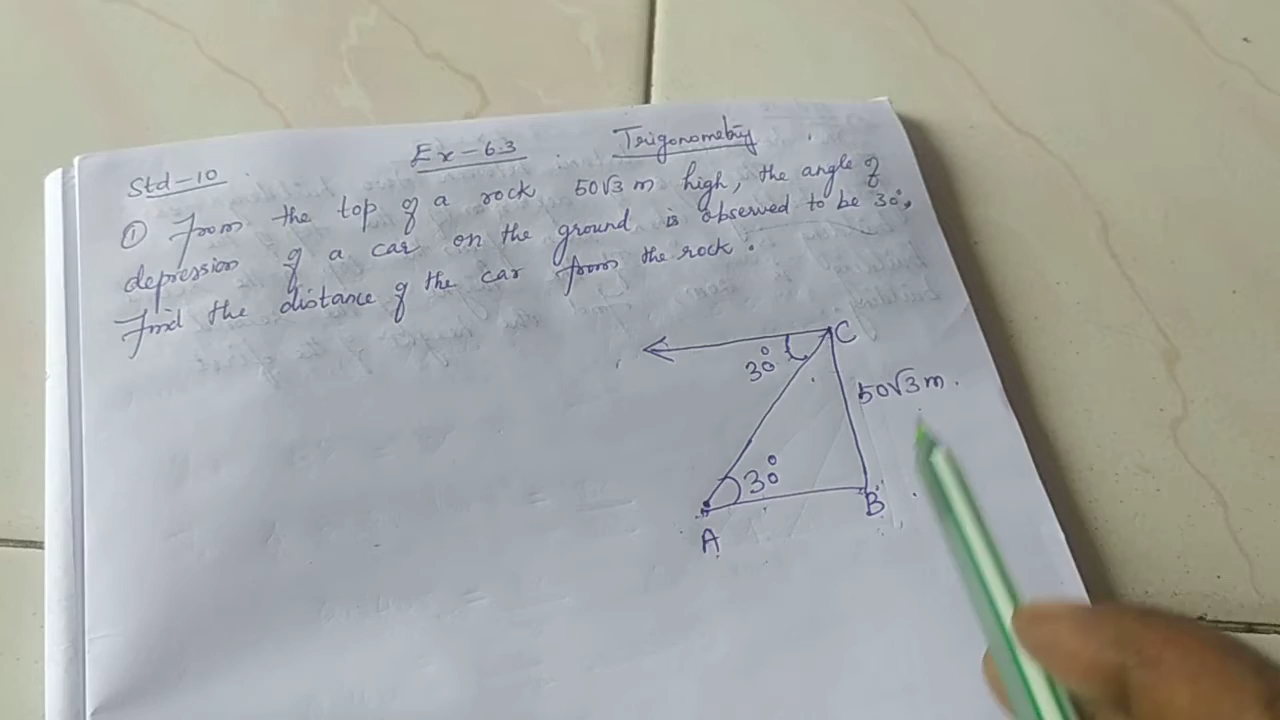 Std-10 Ex-6.3 Trigonometry
① From the top of a rock 50√3 m high, the angle of
depression of a car on the ground is observed to be 30°,
Find the distance of the car from the rock.
C
30°
50√3 m.
30°
B
A